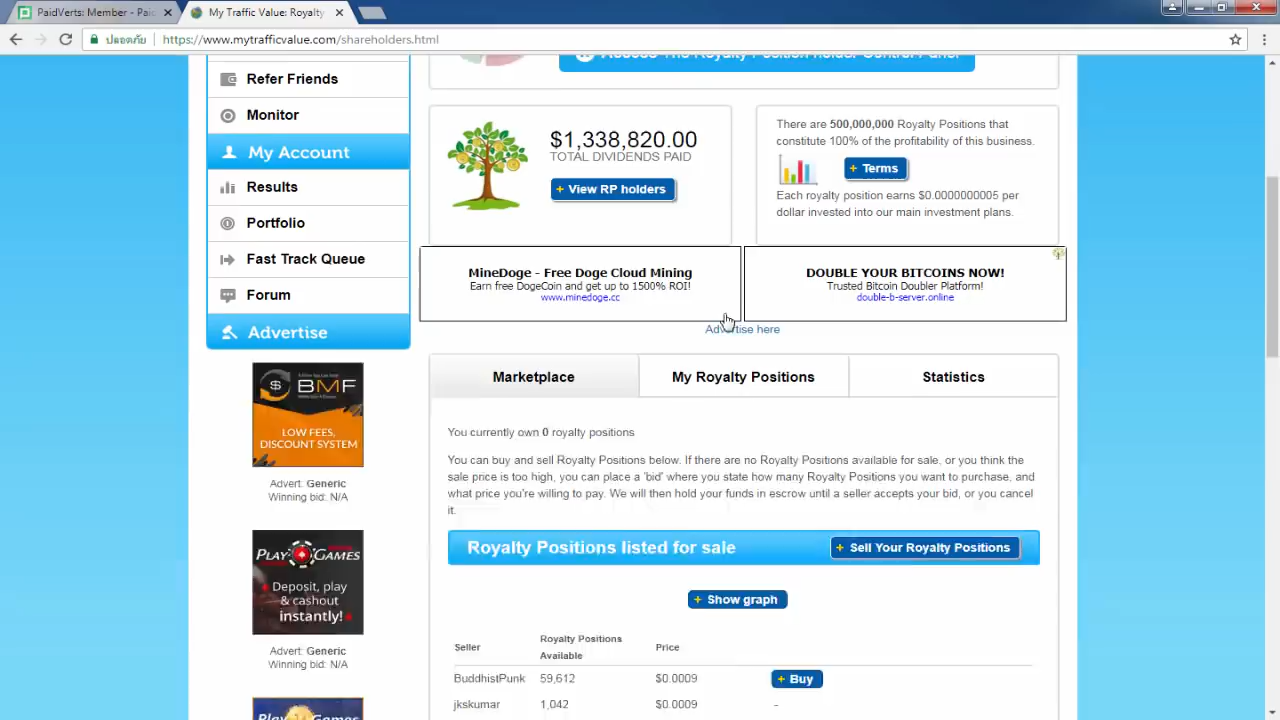 PaidVerts: Member - Paid
My Traffic Value: Royalty
ปลอดภัย
https://www.mytrafficvalue.com/shareholders.html
Access The Royalty Position Holder Control Panel
Refer Friends
Monitor
My Account
Results
Portfolio
Fast Track Queue
Forum
Advertise
BMF
LOW FEES,
DISCOUNT SYSTEM
Advert: Generic
Winning bid: N/A
PLAY GAMES
Deposit, play
& cashout
instantly!
Advert: Generic
Winning bid: N/A
$1,338,820.00
TOTAL DIVIDENDS PAID
+ View RP holders
There are 500,000,000 Royalty Positions that
constitute 100% of the profitability of this business.
+ Terms
Each royalty position earns $0.0000000005 per
dollar invested into our main investment plans.
MineDoge - Free Doge Cloud Mining
Earn free DogeCoin and get up to 1500% ROI!
www.minedoge.cc
DOUBLE YOUR BITCOINS NOW!
Trusted Bitcoin Doubler Platform!
double-b-server.online
Advertise here
Marketplace
My Royalty Positions
Statistics
You currently own 0 royalty positions
You can buy and sell Royalty Positions below. If there are no Royalty Positions available for sale, or you think the
sale price is too high, you can place a 'bid' where you state how many Royalty Positions you want to purchase, and
what price you're willing to pay. We will then hold your funds in escrow until a seller accepts your bid, or you cancel
it.
Royalty Positions listed for sale
+ Sell Your Royalty Positions
+ Show graph
Seller
Royalty Positions
Available
Price
BuddhistPunk 59,612 $0.0009 + Buy
jkskumar 1,042 $0.0009 -